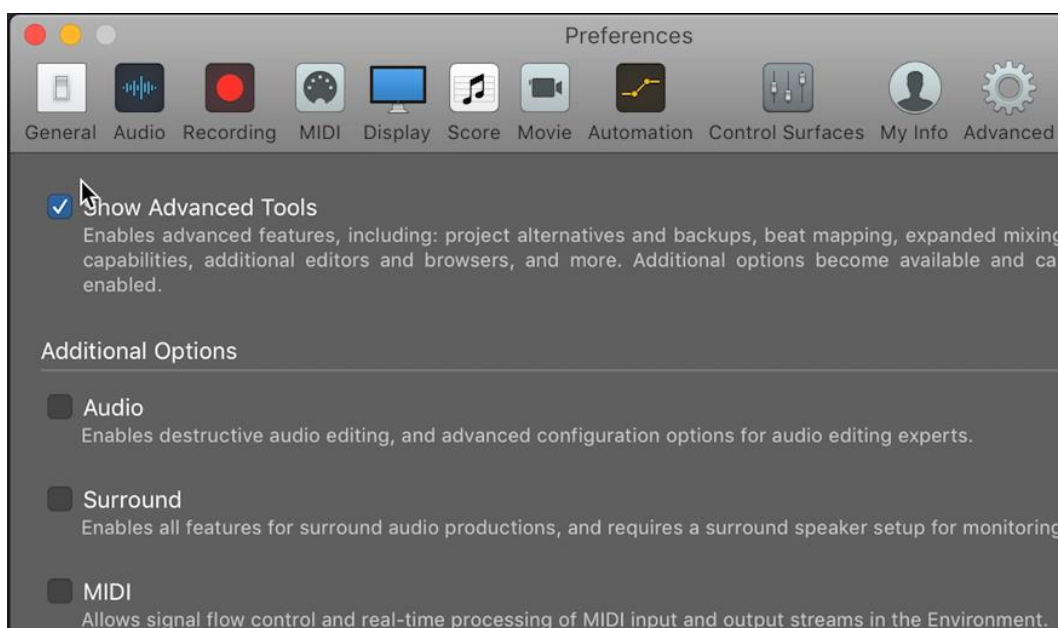 Preferences
General Audio Recording MIDI Display Score Movie Automation Control Surfaces My Info Advanced
Show Advanced Tools
Enables advanced features, including: project alternatives and backups, beat mapping, expanded mixing
capabilities, additional editors and browsers, and more. Additional options become available and ca
enabled.
Additional Options
Audio
Enables destructive audio editing, and advanced configuration options for audio editing experts.
Surround
Enables all features for surround audio productions, and requires a surround speaker setup for monitoring
MIDI
Allows signal flow control and real-time processing of MIDI input and output streams in the Environment.